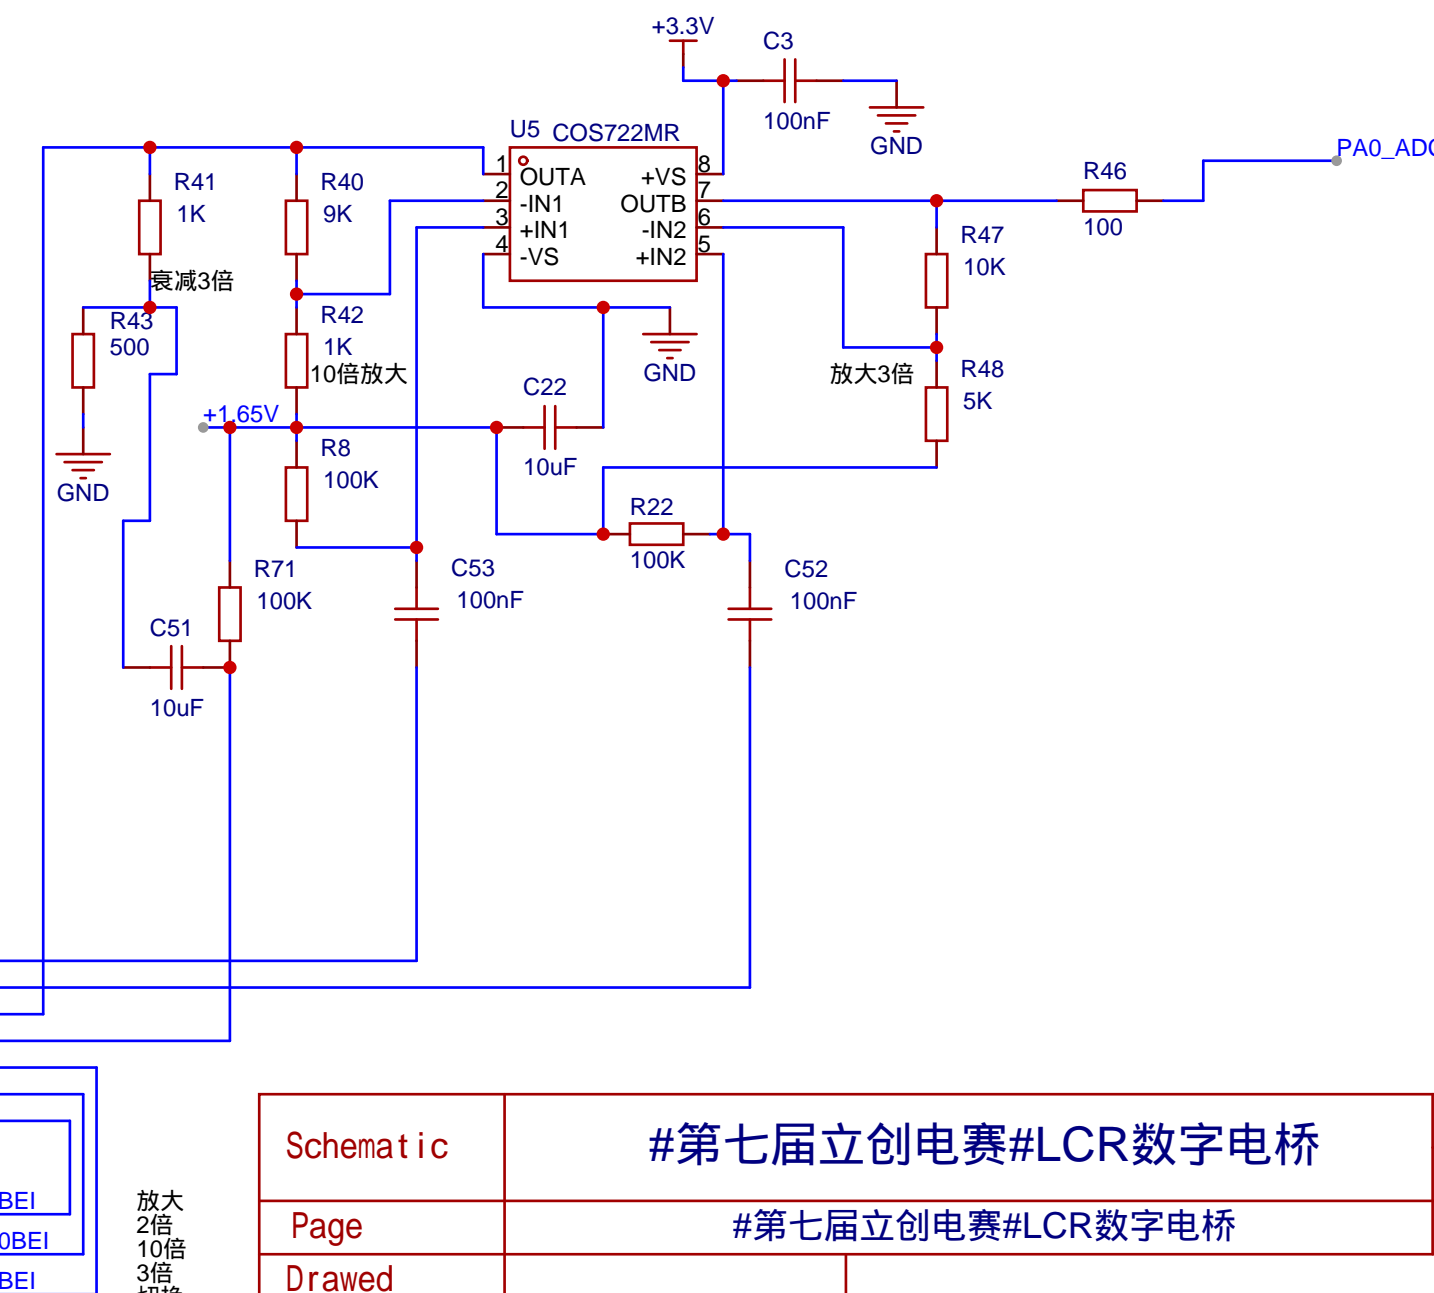 +3.3V
C3
100nF
GND
U5 COS722MR
1
OUTA
2
-IN1
3
+IN1
4
-VS
+VS
8
OUTB
7
-IN2
6
+IN2
5
R41
1K
衰减3倍
R40
9K
R43
500
GND
R42
1K
10倍放大
+1.65V
R8
100K
C22
10uF
GND
R46
100
R47
10K
放大3倍
R48
5K
R22
100K
R71
100K
C51
10uF
C53
100nF
C52
100nF
BEI
0BEI
BEI
放大
2倍
10倍
3倍
Schematic
#第七届立创电赛#LCR数字电桥
Page
#第七届立创电赛#LCR数字电桥
Drawed